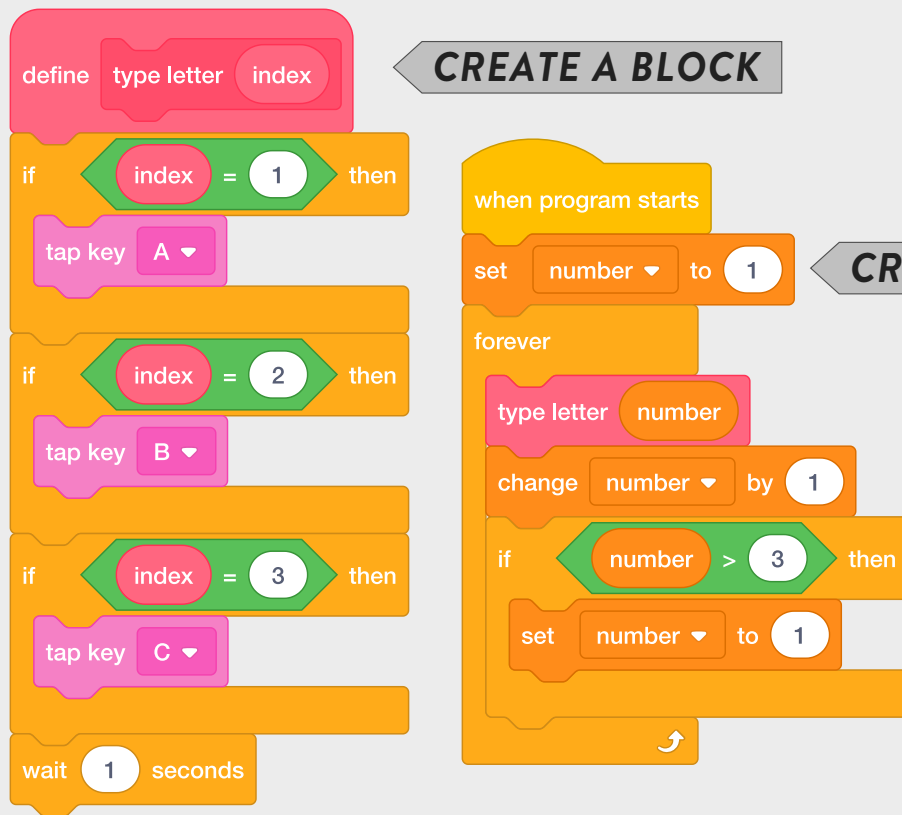 define type letter index
CREATE A BLOCK
if index = 1 then
tap key A
if index = 2 then
tap key B
if index = 3 then
tap key C
wait 1 seconds
when program starts
set number to 1
CR
forever
type letter number
change number by 1
if number > 3 then
set number to 1